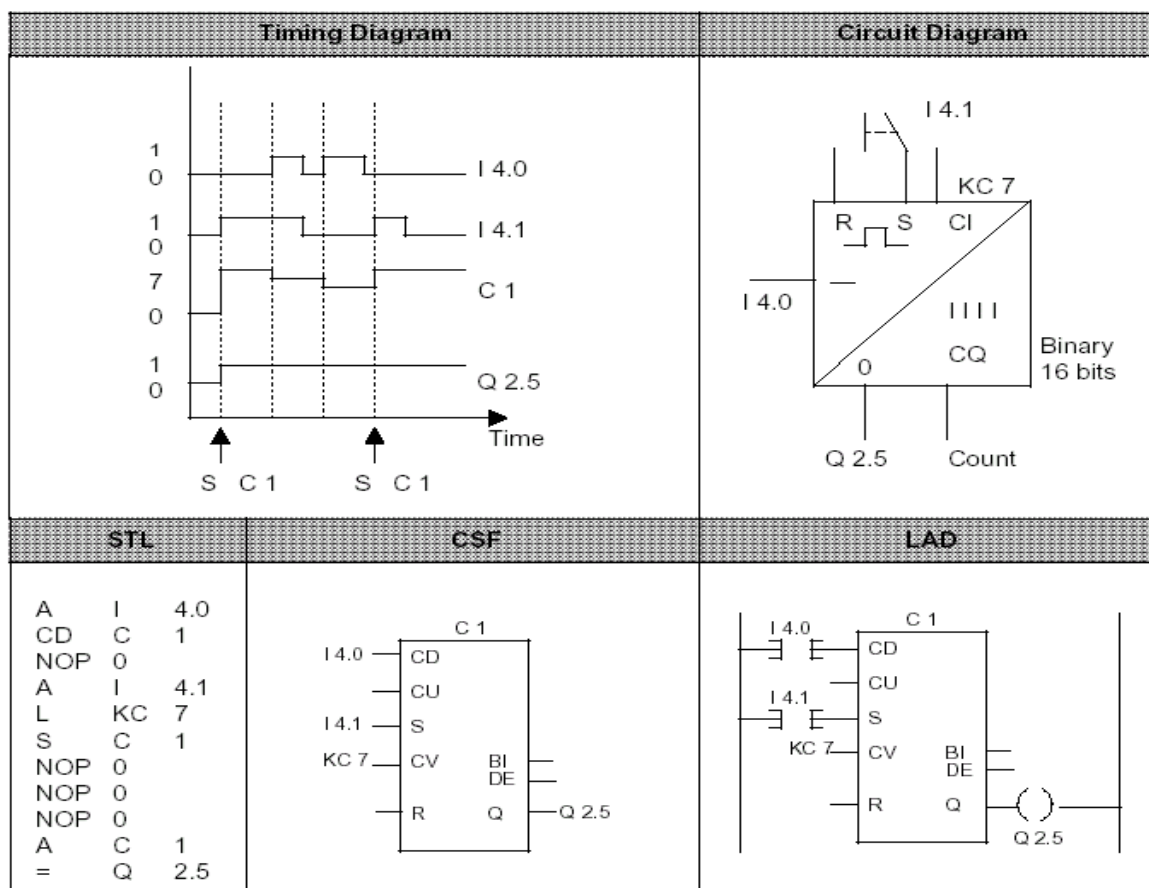 Timing Diagram
Circuit Diagram
1
0
I 4.0
1
0
I 4.1
7
0
C 1
1
0
Q 2.5
Time
S C 1
S C 1
I 4.1
KC 7
R S CI
I 4.0
I I I I
CQ
0
Binary
16 bits
Q 2.5
Count
STL
CSF
LAD
A I 4.0
CD C 1
NOP 0
A I 4.1
L KC 7
S C 1
NOP 0
NOP 0
NOP 0
A C 1
= Q 2.5
C 1
I 4.0 CD
CU
I 4.1 S
KC 7 CV BI
DE
R Q Q 2.5
C 1
I 4.0
CD
CU
I 4.1
S
KC 7 CV BI
DE
R Q
Q 2.5